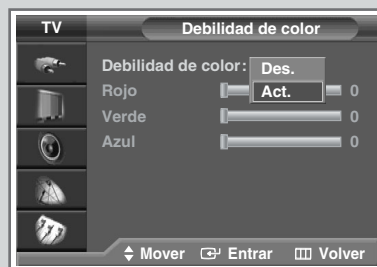 TV
Debilidad de color
Debilidad de color: Des.
Act.
Rojo 0
Verde 0
Azul 0
Mover Entrar Volver